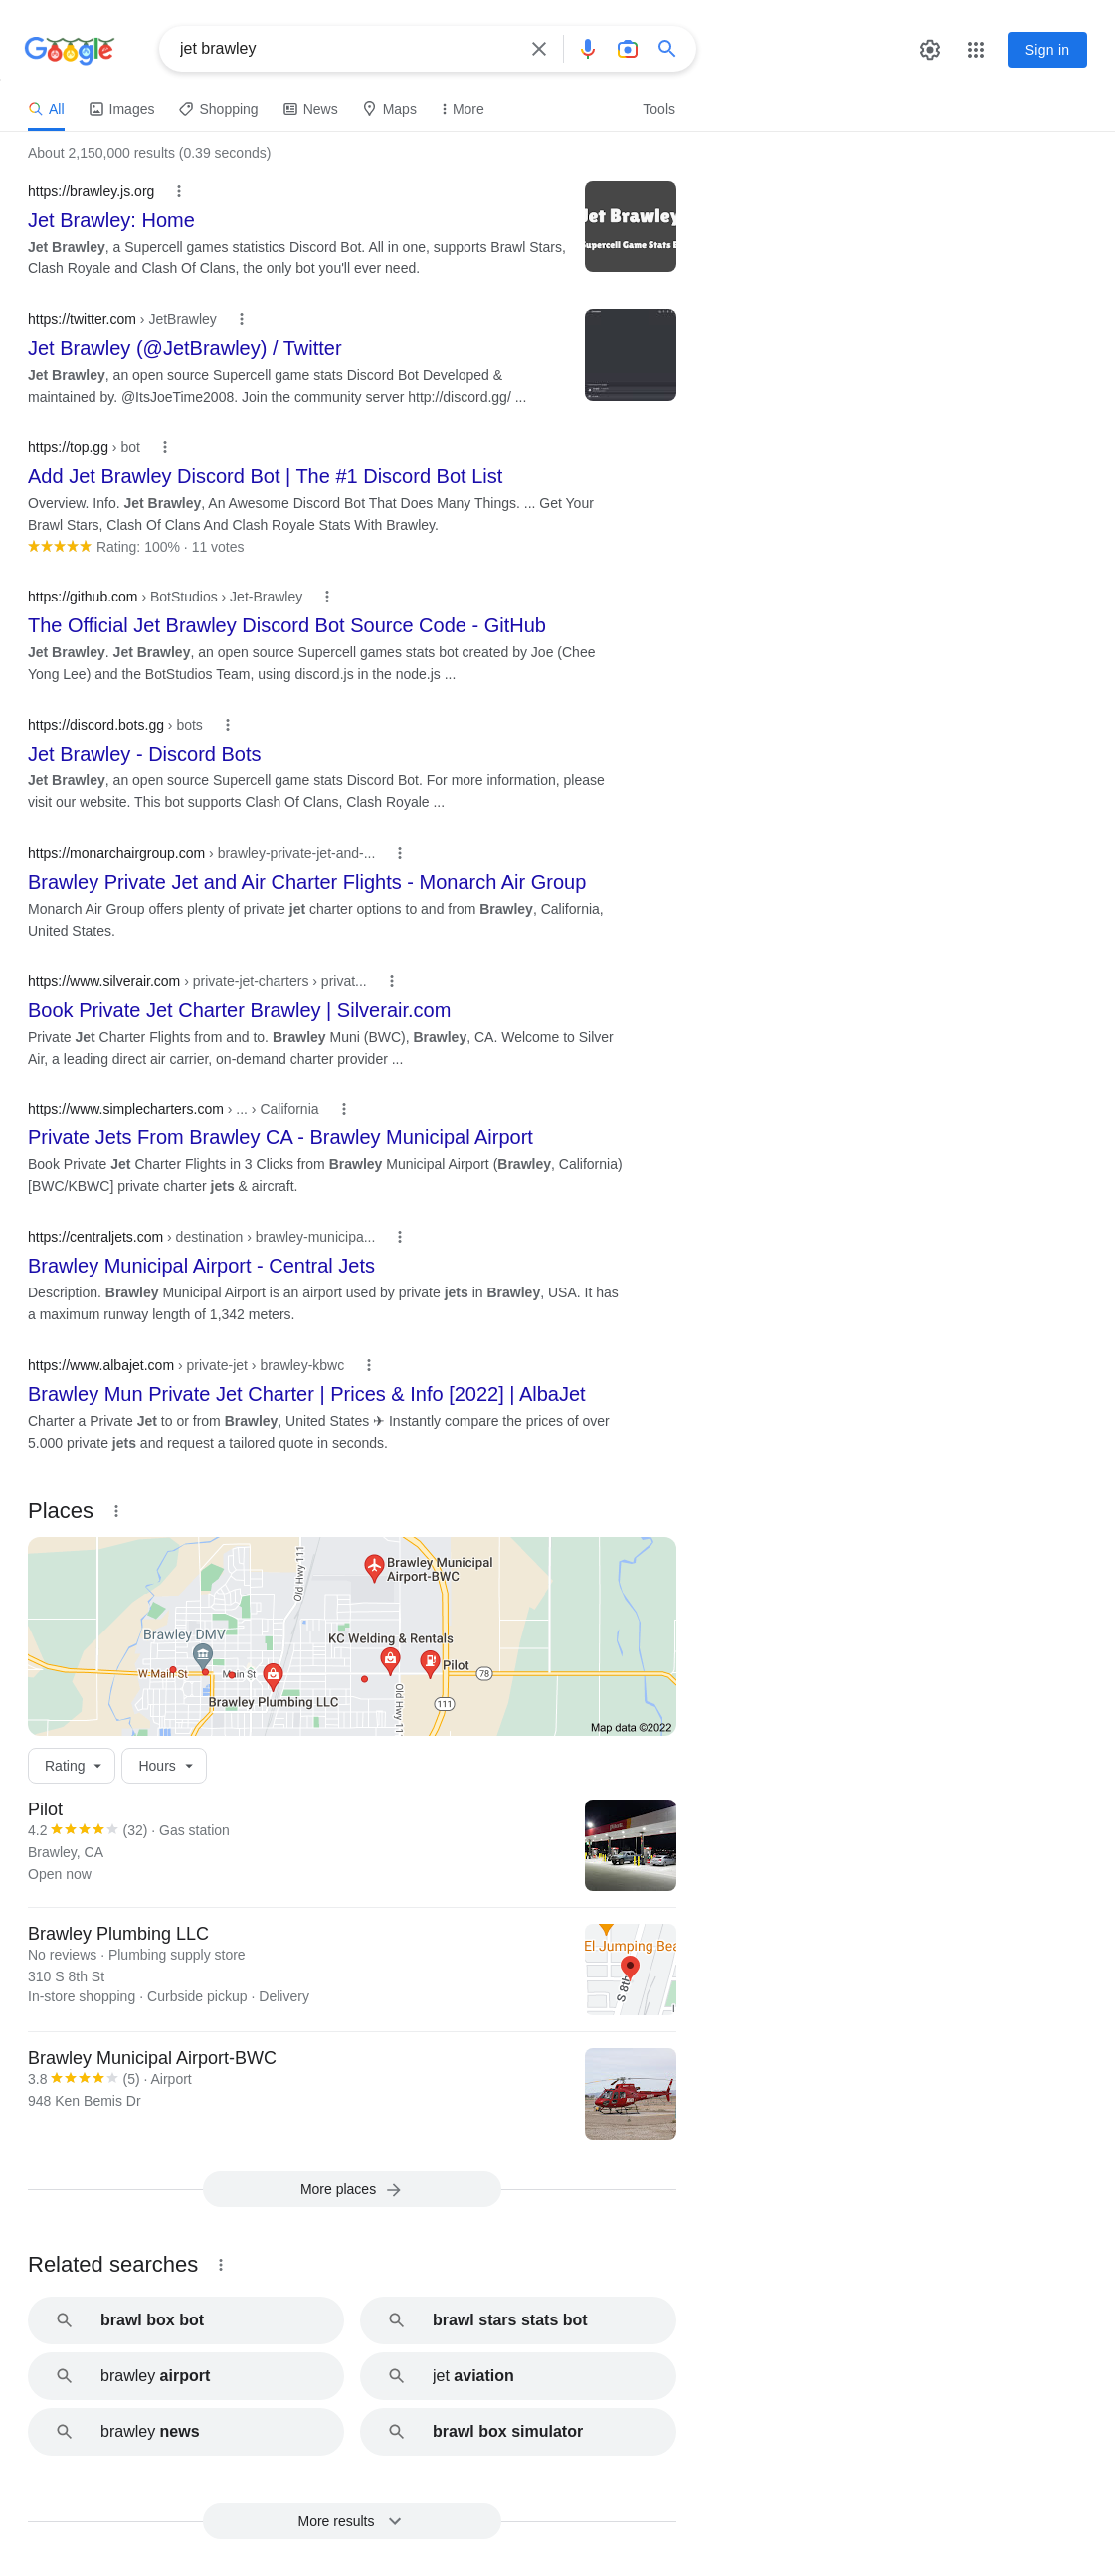 Google
jet brawley
Sign in
All
Images
Shopping
News
Maps
More
Tools
About 2,150,000 results (0.39 seconds)
https://brawley.js.org
Jet Brawley: Home
Jet Brawley, a Supercell games statistics Discord Bot. All in one, supports Brawl Stars,
Clash Royale and Clash Of Clans, the only bot you'll ever need.
Jet Brawley
Supercell Game Stats
https://twitter.com › JetBrawley
Jet Brawley (@JetBrawley) / Twitter
Jet Brawley, an open source Supercell game stats Discord Bot Developed &
maintained by. @ItsJoeTime2008. Join the community server http://discord.gg/ ...
https://top.gg › bot
Add Jet Brawley Discord Bot | The #1 Discord Bot List
Overview. Info. Jet Brawley, An Awesome Discord Bot That Does Many Things. ... Get Your
Brawl Stars, Clash Of Clans And Clash Royale Stats With Brawley.
Rating: 100% · 11 votes
https://github.com › BotStudios › Jet-Brawley
The Official Jet Brawley Discord Bot Source Code - GitHub
Jet Brawley. Jet Brawley, an open source Supercell games stats bot created by Joe (Chee
Yong Lee) and the BotStudios Team, using discord.js in the node.js ...
https://discord.bots.gg › bots
Jet Brawley - Discord Bots
Jet Brawley, an open source Supercell game stats Discord Bot. For more information, please
visit our website. This bot supports Clash Of Clans, Clash Royale ...
https://monarchairgroup.com › brawley-private-jet-and-...
Brawley Private Jet and Air Charter Flights - Monarch Air Group
Monarch Air Group offers plenty of private jet charter options to and from Brawley, California,
United States.
https://www.silverair.com › private-jet-charters › privat...
Book Private Jet Charter Brawley | Silverair.com
Private Jet Charter Flights from and to. Brawley Muni (BWC), Brawley, CA. Welcome to Silver
Air, a leading direct air carrier, on-demand charter provider ...
https://www.simplecharters.com › ... › California
Private Jets From Brawley CA - Brawley Municipal Airport
Book Private Jet Charter Flights in 3 Clicks from Brawley Municipal Airport (Brawley, California)
[BWC/KBWC] private charter jets & aircraft.
https://centraljets.com › destination › brawley-municipa...
Brawley Municipal Airport - Central Jets
Description. Brawley Municipal Airport is an airport used by private jets in Brawley, USA. It has
a maximum runway length of 1,342 meters.
https://www.albajet.com › private-jet › brawley-kbwc
Brawley Mun Private Jet Charter | Prices & Info [2022] | AlbaJet
Charter a Private Jet to or from Brawley, United States ✈ Instantly compare the prices of over
5.000 private jets and request a tailored quote in seconds.
Places
Old Hwy 111
Brawley Municipal
Airport-BWC
Brawley DMV
KC Welding & Rentals
Pilot
78
W Main St
Main St
Brawley Plumbing LLC
Old Hwy 11
111
Map data ©2022
Rating
Hours
Pilot
4.2 (32) · Gas station
Brawley, CA
Open now
Brawley Plumbing LLC
No reviews · Plumbing supply store
310 S 8th St
In-store shopping · Curbside pickup · Delivery
El Jumping Bea
S 8th
Brawley Municipal Airport-BWC
3.8 (5) · Airport
948 Ken Bemis Dr
More places
Related searches
brawl box bot
brawl stars stats bot
brawley airport
jet aviation
brawley news
brawl box simulator
More results